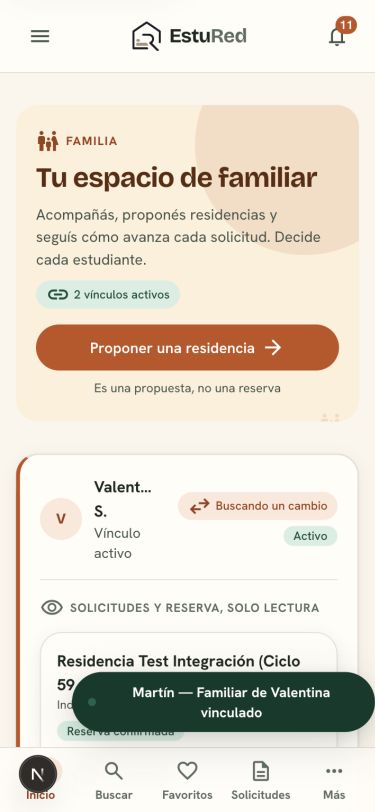 EstuRed
11
FAMILIA
Tu espacio de familiar
Acompañás, proponés residencias y
seguís cómo avanza cada solicitud. Decide
cada estudiante.
2 vínculos activos
Proponer una residencia
Es una propuesta, no una reserva
V
Valent...
S.
Vínculo
activo
Buscando un cambio
Activo
SOLICITUDES Y RESERVA, SOLO LECTURA
Residencia Test Integración (Ciclo
59
Martín — Familiar de Valentina
vinculado
Reserva confirmada
N
Inicio
Buscar
Favoritos
Solicitudes
Más